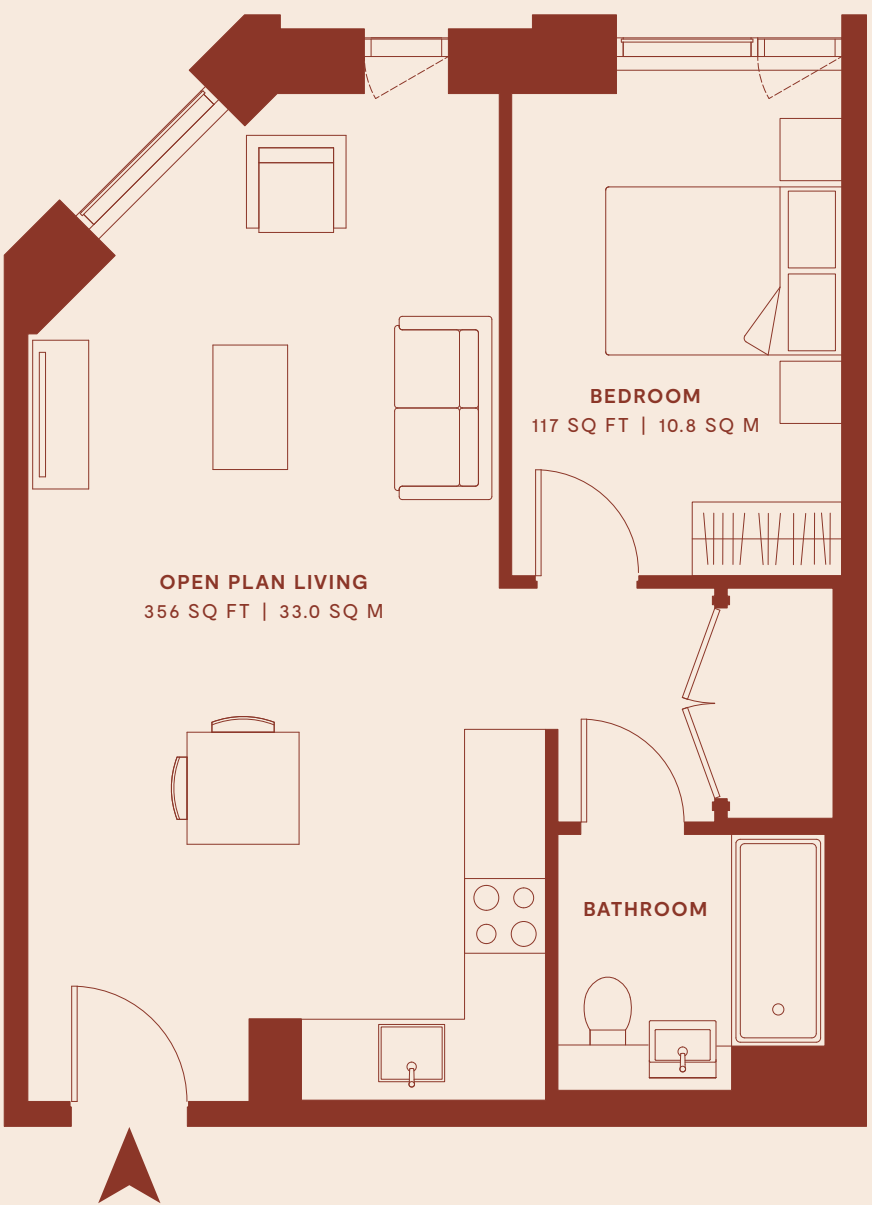 BEDROOM
117 SQ FT | 10.8 SQ M
OPEN PLAN LIVING
356 SQ FT | 33.0 SQ M
BATHROOM